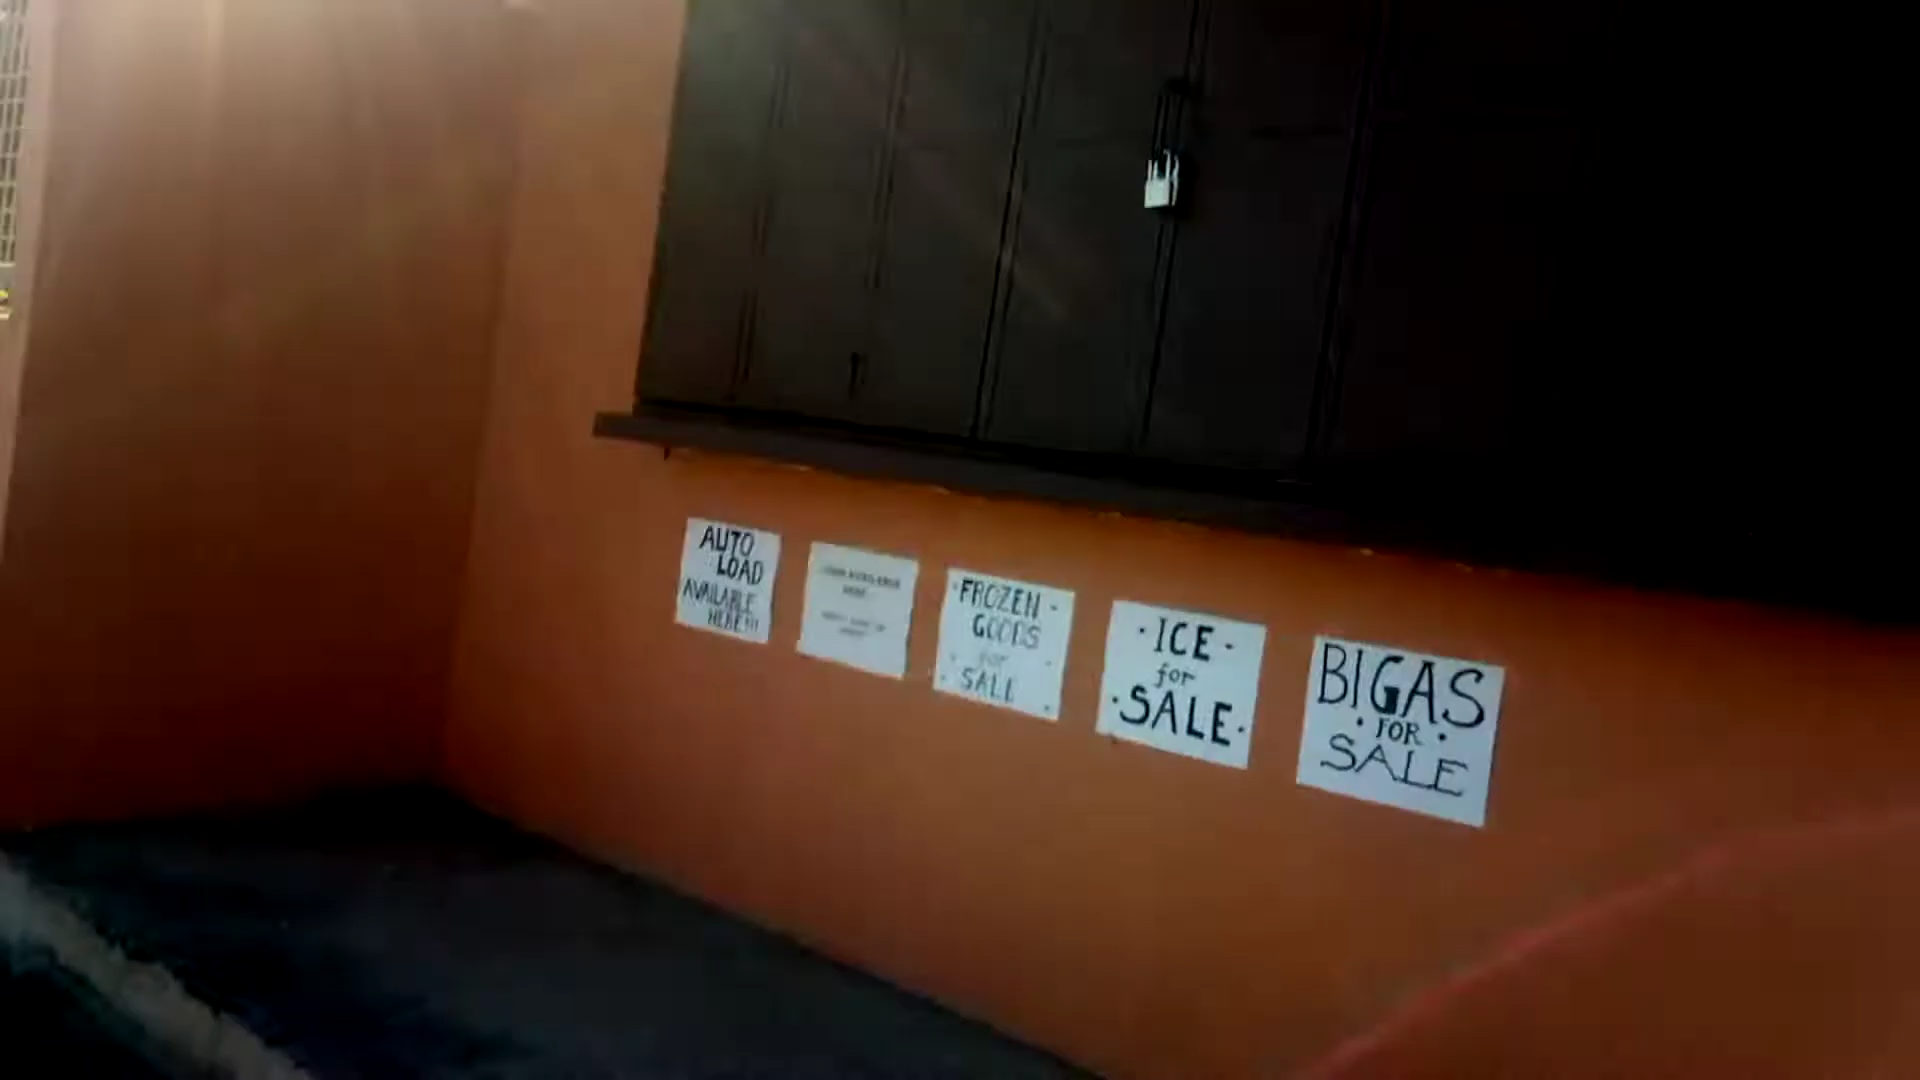 AUTO
LOAD
AVAILABLE
HERE!!!
FROZEN
GOODS
for
SALE
ICE
for
SALE
BIGAS
FOR
SALE